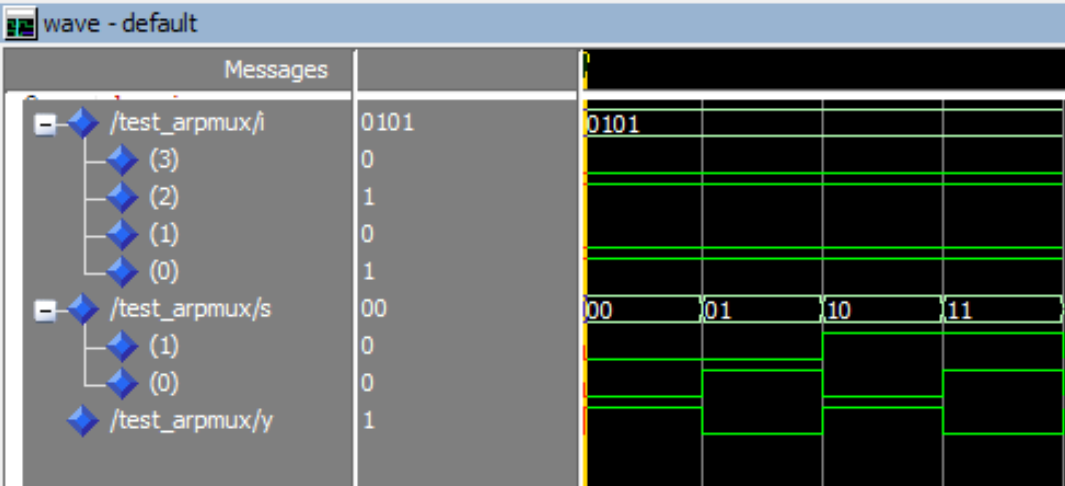 wave - default
Messages
/test_arpmux/i 0101 0101
(3) 0
(2) 1
(1) 0
(0) 1
/test_arpmux/s 00 00 01 10 11
(1) 0
(0) 0
/test_arpmux/y 1